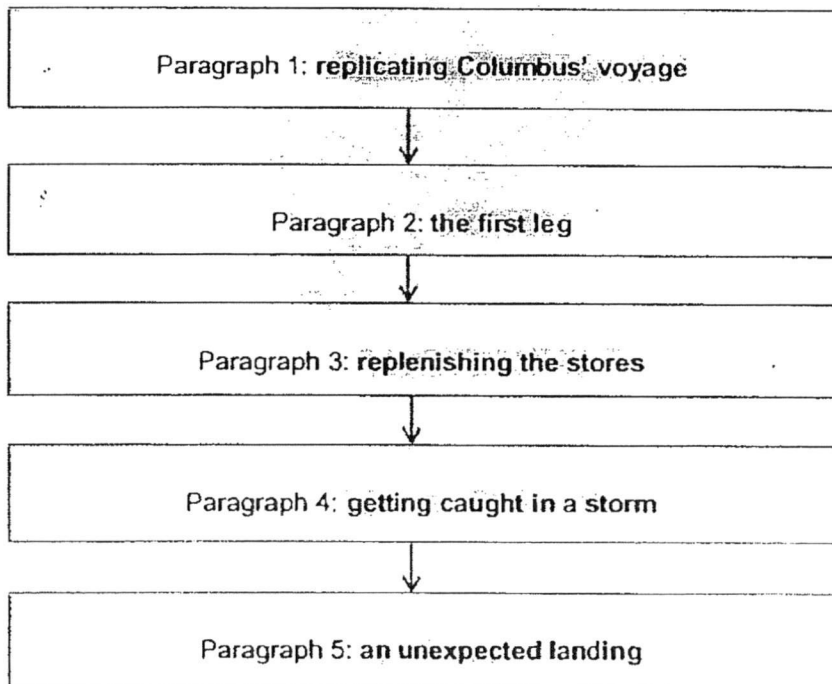 Paragraph 1: replicating Columbus' voyage
Paragraph 2: the first leg
Paragraph 3: replenishing the stores
Paragraph 4: getting caught in a storm
Paragraph 5: an unexpected landing